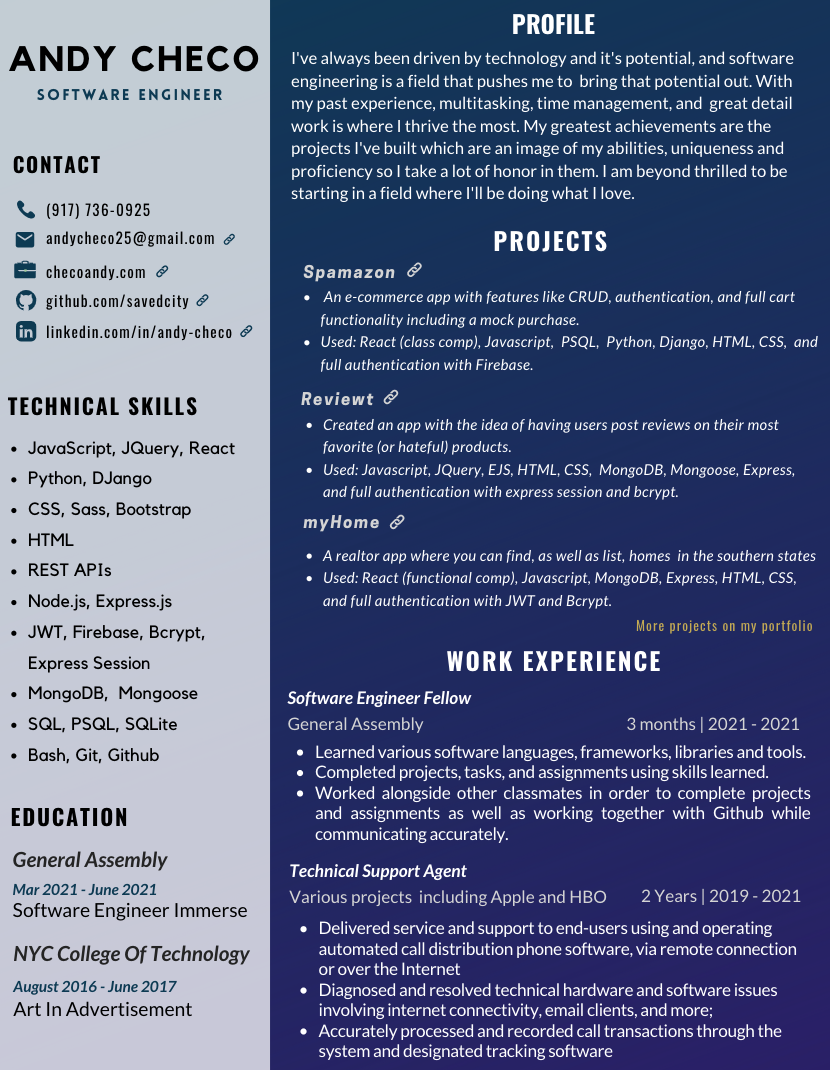 ANDY CHECO
SOFTWARE ENGINEER
CONTACT
(917) 736-0925
andycheco25@gmail.com
checoandy.com
github.com/savedcity
linkedin.com/in/andy-checo
TECHNICAL SKILLS
• JavaScript, JQuery, React
• Python, DJango
• CSS, Sass, Bootstrap
• HTML
• REST APIs
• Node.js, Express.js
• JWT, Firebase, Bcrypt,
Express Session
• MongoDB, Mongoose
• SQL, PSQL, SQLite
• Bash, Git, Github
EDUCATION
General Assembly
Mar 2021 - June 2021
Software Engineer Immerse
NYC College Of Technology
August 2016 - June 2017
Art In Advertisement
PROFILE
I've always been driven by technology and it's potential, and software
engineering is a field that pushes me to bring that potential out. With
my past experience, multitasking, time management, and great detail
work is where I thrive the most. My greatest achievements are the
projects I've built which are an image of my abilities, uniqueness and
proficiency so I take a lot of honor in them. I am beyond thrilled to be
starting in a field where I'll be doing what I love.
PROJECTS
Spamazon
• An e-commerce app with features like CRUD, authentication, and full cart
functionality including a mock purchase.
• Used: React (class comp), Javascript, PSQL, Python, Django, HTML, CSS, and
full authentication with Firebase.
Reviewt
• Created an app with the idea of having users post reviews on their most
favorite (or hateful) products.
• Used: Javascript, JQuery, EJS, HTML, CSS, MongoDB, Mongoose, Express,
and full authentication with express session and bcrypt.
myHome
• A realtor app where you can find, as well as list, homes in the southern states
• Used: React (functional comp), Javascript, MongoDB, Express, HTML, CSS,
and full authentication with JWT and Bcrypt.
More projects on my portfolio
WORK EXPERIENCE
Software Engineer Fellow
General Assembly 3 months | 2021 - 2021
• Learned various software languages, frameworks, libraries and tools.
• Completed projects, tasks, and assignments using skills learned.
• Worked alongside other classmates in order to complete projects
and assignments as well as working together with Github while
communicating accurately.
Technical Support Agent
Various projects including Apple and HBO 2 Years | 2019 - 2021
• Delivered service and support to end-users using and operating
automated call distribution phone software, via remote connection
or over the Internet
• Diagnosed and resolved technical hardware and software issues
involving internet connectivity, email clients, and more;
• Accurately processed and recorded call transactions through the
system and designated tracking software